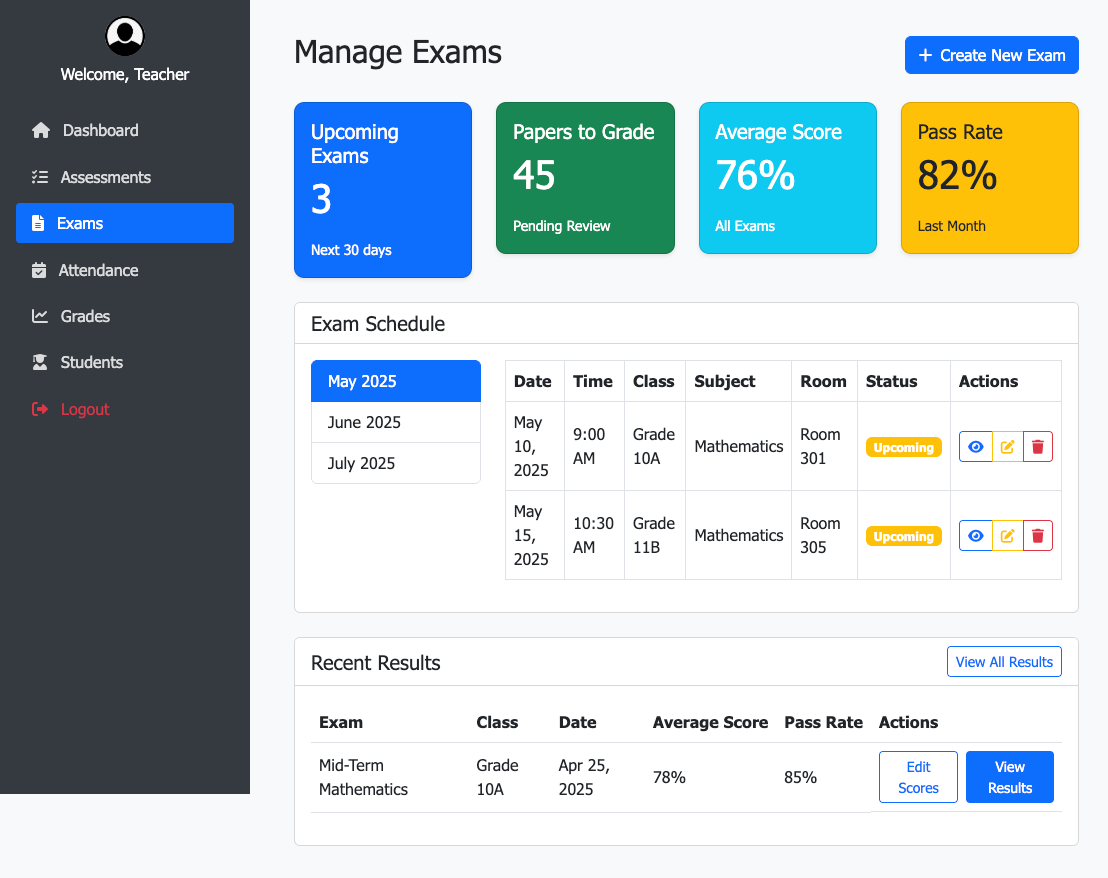 Welcome, Teacher
Dashboard
Assessments
Exams
Attendance
Grades
Students
Logout
Manage Exams
Create New Exam
Upcoming
Exams
3
Next 30 days
Papers to Grade
45
Pending Review
Average Score
76%
All Exams
Pass Rate
82%
Last Month
Exam Schedule
May 2025
June 2025
July 2025
Date Time Class Subject Room Status Actions
May
10,
2025
9:00
AM
Grade
10A
Mathematics
Room
301
Upcoming
May
15,
2025
10:30
AM
Grade
11B
Mathematics
Room
305
Upcoming
Recent Results
View All Results
Exam Class Date Average Score Pass Rate Actions
Mid-Term
Mathematics
Grade
10A
Apr 25,
2025
78%
85%
Edit
Scores
View
Results